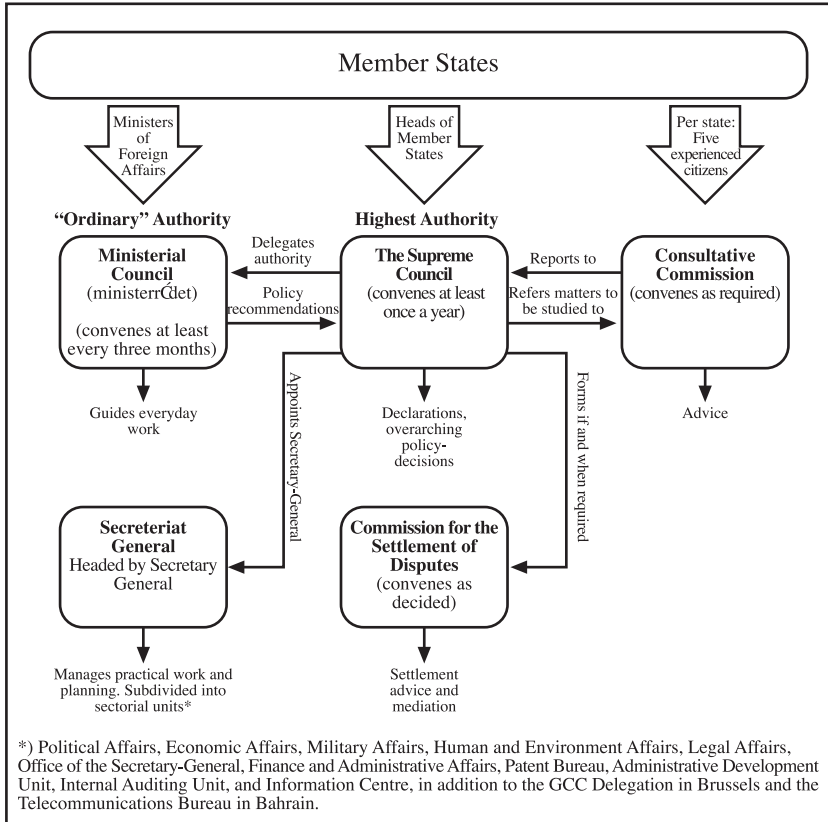 Member States
Ministers
of
Foreign
Affairs
Heads of
Member
States
Per state:
Five
experienced
citizens
“Ordinary” Authority
Highest Authority
Ministerial
Council
(ministerrĆdet)
(convenes at least
every three months)
Delegates
authority
Policy
recommendations
The Supreme
Council
(convenes at least
once a year)
Reports to
Refers matters to
be studied to
Consultative
Commission
(convenes as required)
Guides everyday
work
Appoints Secretary-General
Declarations,
overarching
policy-
decisions
Forms if and when required
Advice
Secreteriat
General
Headed by Secretary
General
Commission for the
Settlement of
Disputes
(convenes as
decided)
Manages practical work and
planning. Subdivided into
sectorial units*
Settlement
advice and
mediation
*) Political Affairs, Economic Affairs, Military Affairs, Human and Environment Affairs, Legal Affairs,
Office of the Secretary-General, Finance and Administrative Affairs, Patent Bureau, Administrative Development
Unit, Internal Auditing Unit, and Information Centre, in addition to the GCC Delegation in Brussels and the
Telecommunications Bureau in Bahrain.